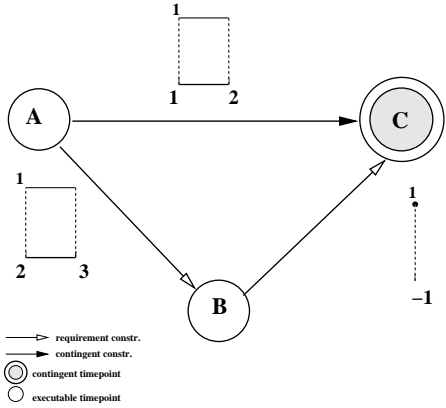 1
1 2
A
C
1
2 3
1
−1
B
requirement constr.
contingent constr.
contingent timepoint
executable timepoint